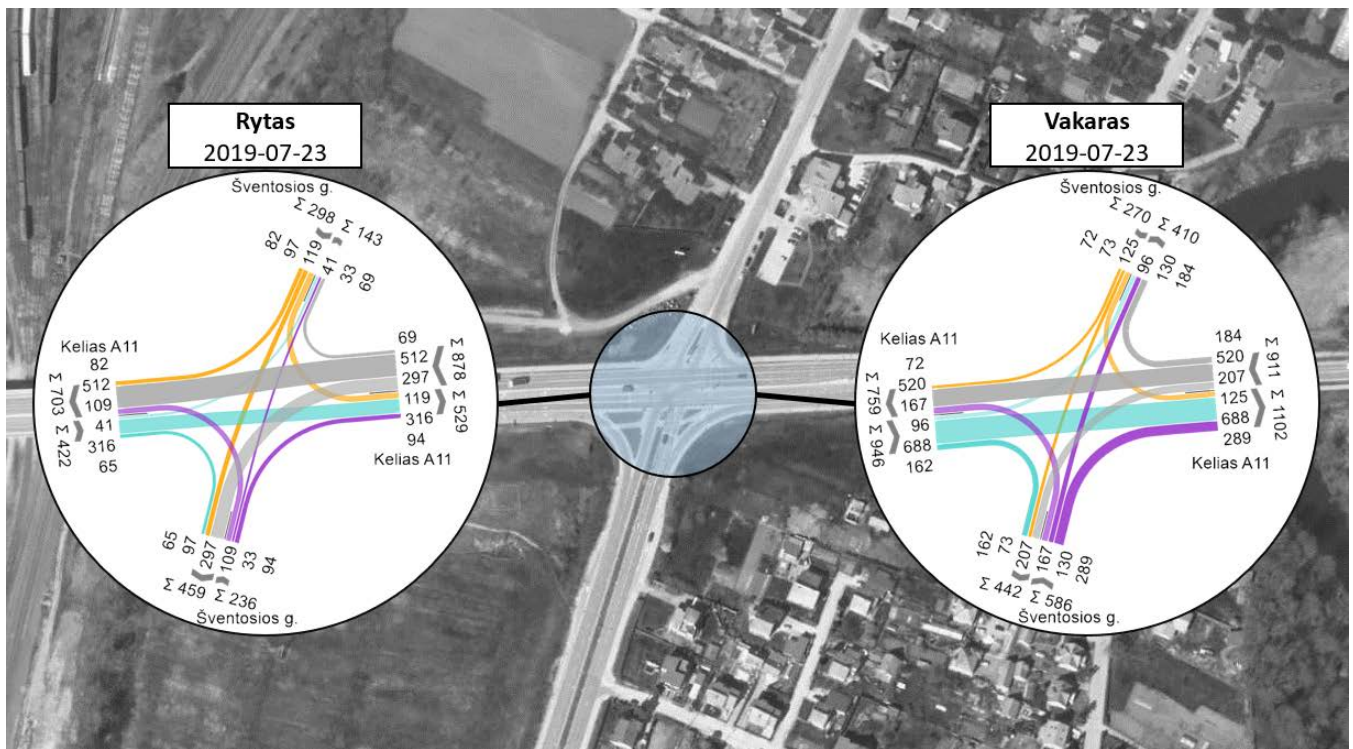 Rytas
2019-07-23
Šventosios g.
Σ 298
Σ 143
82
97
119
41
33
69
Kelias A11
82
512
109
41
316
65
Σ 703
Σ 422
69
512
297
119
316
94
Σ 878
Σ 529
Kelias A11
65
97
297
109
33
94
Σ 459
Σ 236
Šventosios g.
Vakaras
2019-07-23
Šventosios g.
Σ 270
Σ 410
72
73
125
96
130
184
Kelias A11
72
520
167
96
688
162
Σ 759
Σ 946
184
520
207
125
688
289
Σ 911
Σ 1102
Kelias A11
162
73
207
167
130
289
Σ 442
Σ 586
Šventosios g.